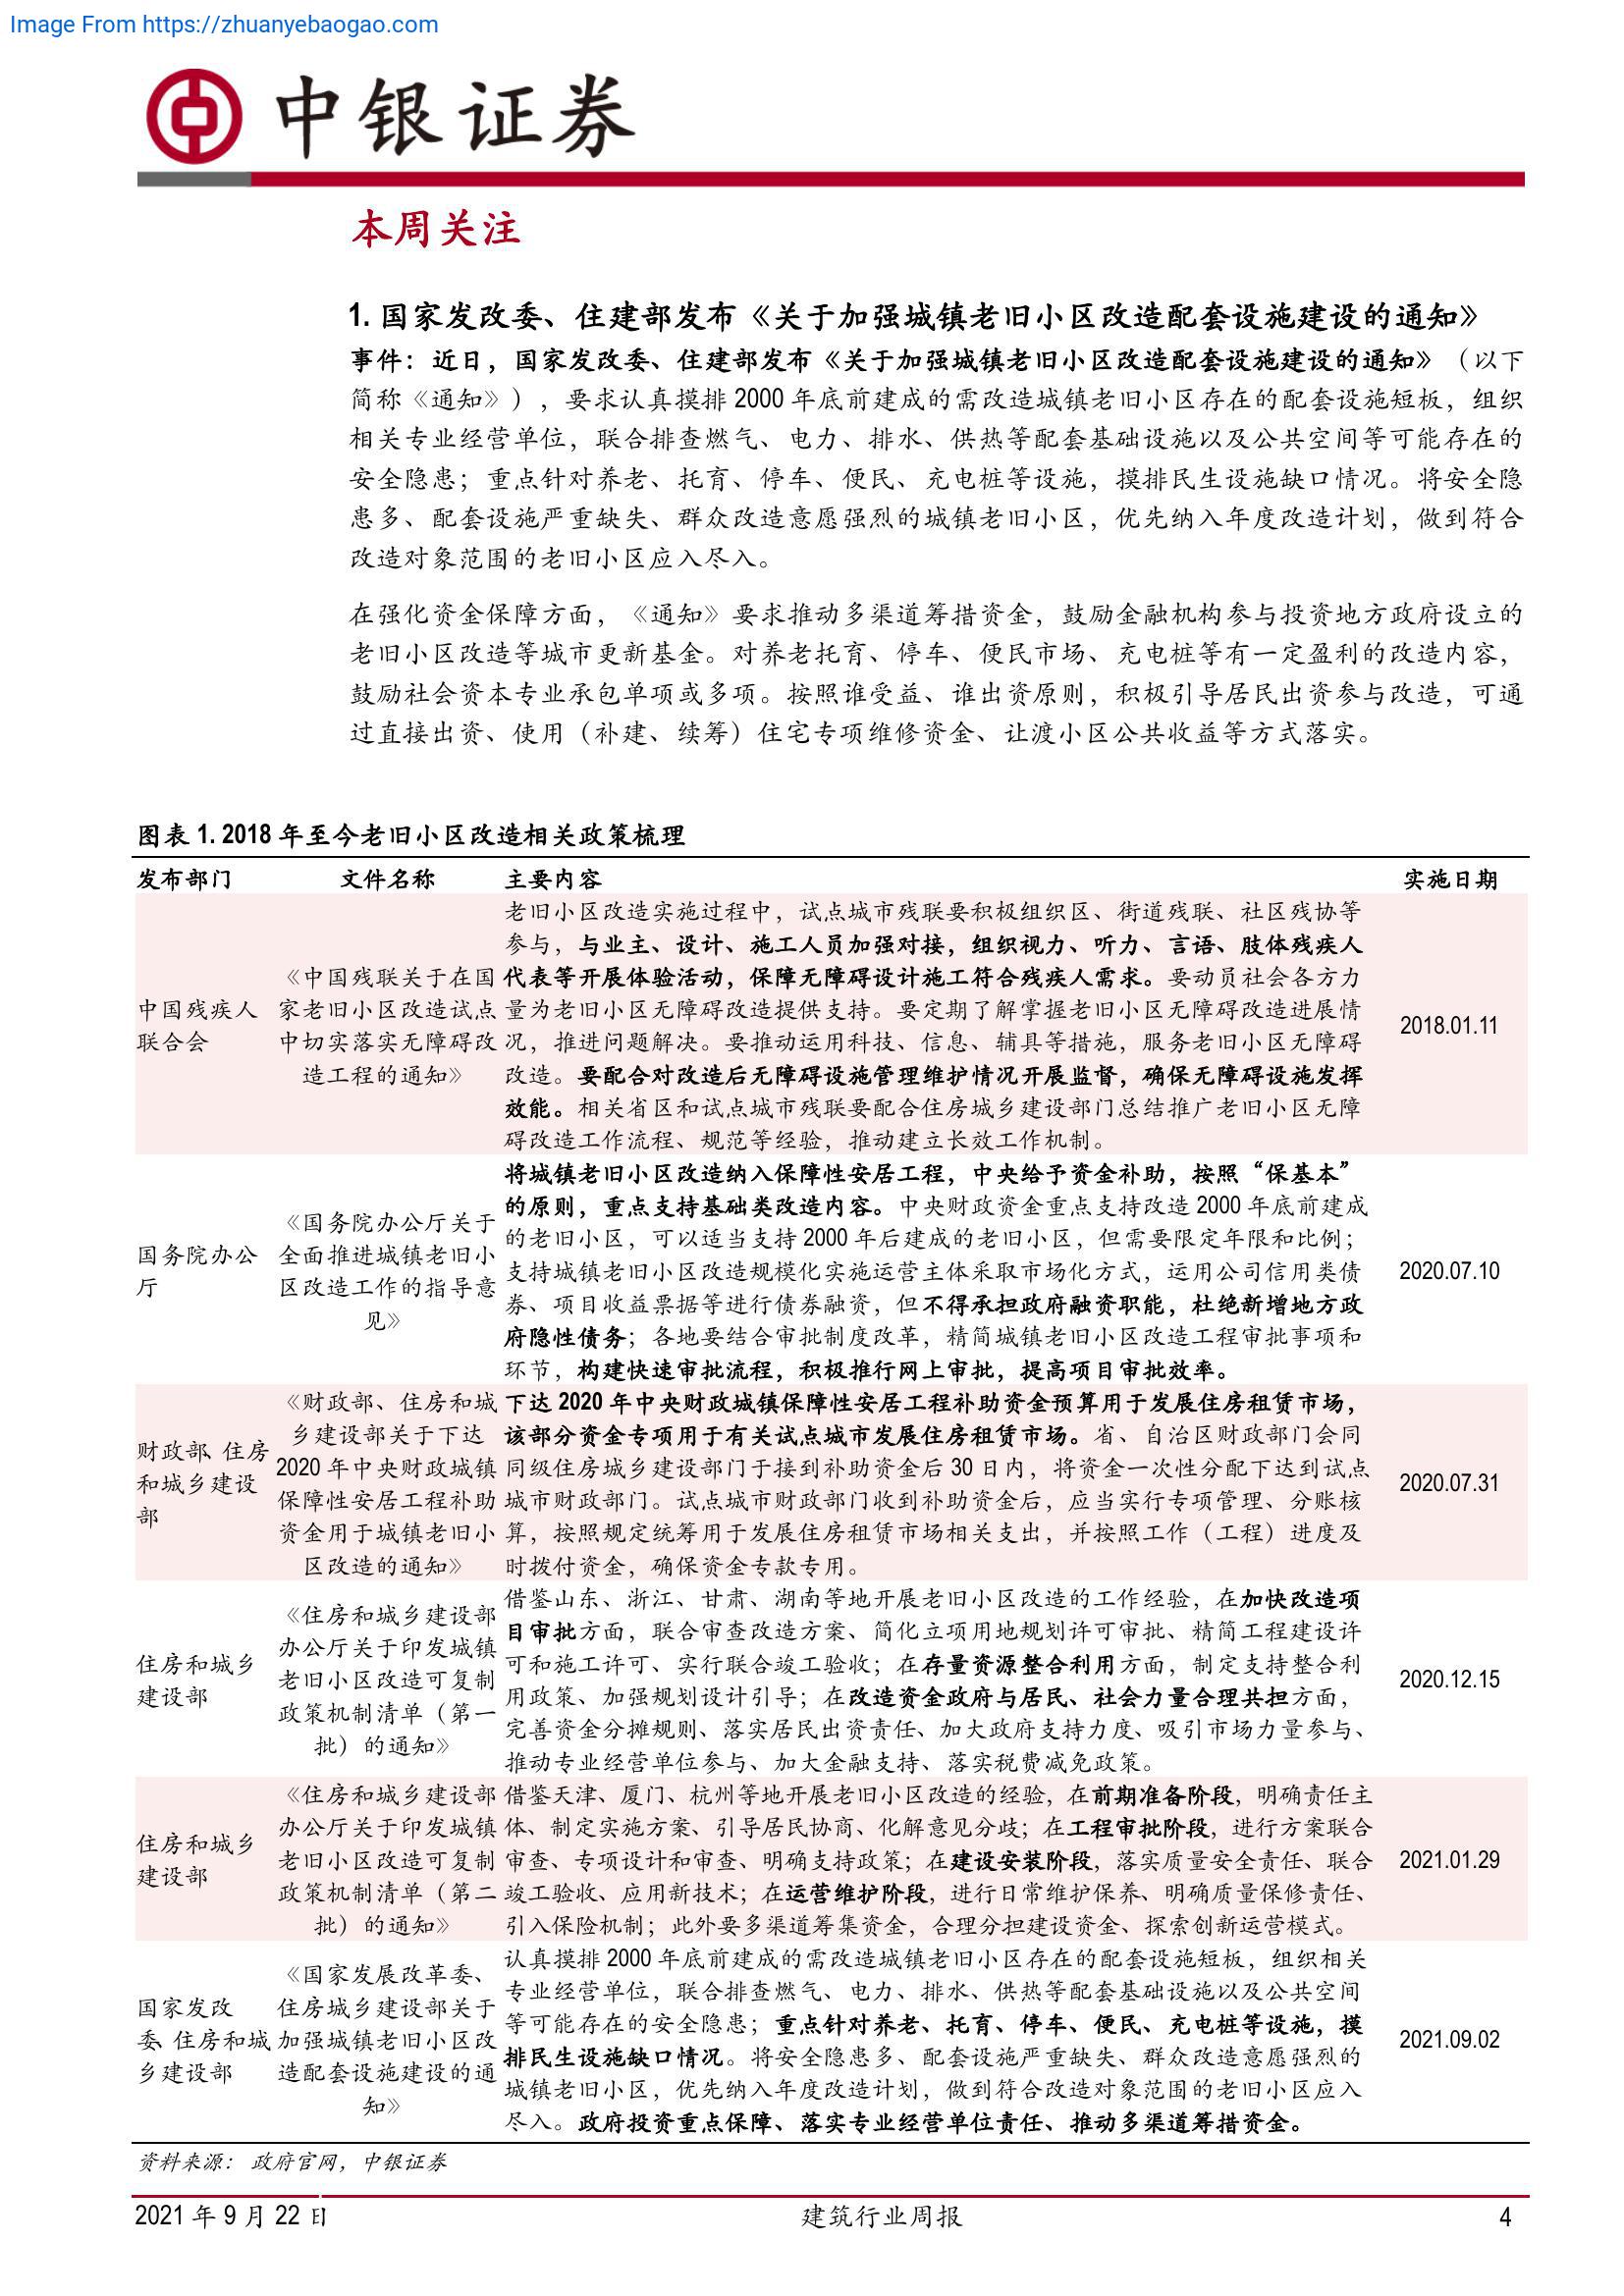 Image From https://zhuanyebaogao.com
中银证券
本周关注
1. 国家发改委、住建部发布《关于加强城镇老旧小区改造配套设施建设的通知》
事件：近日，国家发改委、住建部发布《关于加强城镇老旧小区改造配套设施建设的通知》（以下
简称《通知》），要求认真摸排 2000 年底前建成的需改造城镇老旧小区存在的配套设施短板，组织
相关专业经营单位，联合排查燃气、电力、排水、供热等配套基础设施以及公共空间等可能存在的
安全隐患；重点针对养老、托育、停车、便民、充电桩等设施，摸排民生设施缺口情况。将安全隐
患多、配套设施严重缺失、群众改造意愿强烈的城镇老旧小区，优先纳入年度改造计划，做到符合
改造对象范围的老旧小区应入尽入。
在强化资金保障方面，《通知》要求推动多渠道筹措资金，鼓励金融机构参与投资地方政府设立的
老旧小区改造等城市更新基金。对养老托育、停车、便民市场、充电桩等有一定盈利的改造内容，
鼓励社会资本专业承包单项或多项。按照谁受益、谁出资原则，积极引导居民出资参与改造，可通
过直接出资、使用（补建、续筹）住宅专项维修资金、让渡小区公共收益等方式落实。
图表 1. 2018 年至今老旧小区改造相关政策梳理
发布部门 文件名称 主要内容 实施日期
中国残疾人
联合会
《中国残联关于在国
家老旧小区改造试点
中切实落实无障碍改
造工程的通知》
老旧小区改造实施过程中，试点城市残联要积极组织区、街道残联、社区残协等
参与，与业主、设计、施工人员加强对接，组织视力、听力、言语、肢体残疾人
代表等开展体验活动，保障无障碍设计施工符合残疾人需求。要动员社会各方力
量为老旧小区无障碍改造提供支持。要定期了解掌握老旧小区无障碍改造进展情
况，推进问题解决。要推动运用科技、信息、辅具等措施，服务老旧小区无障碍
改造。要配合对改造后无障碍设施管理维护情况开展监督，确保无障碍设施发挥
效能。相关省区和试点城市残联要配合住房城乡建设部门总结推广老旧小区无障
碍改造工作流程、规范等经验，推动建立长效工作机制。
2018.01.11
国务院办公
厅
《国务院办公厅关于
全面推进城镇老旧小
区改造工作的指导意
见》
将城镇老旧小区改造纳入保障性安居工程，中央给予资金补助，按照“保基本”
的原则，重点支持基础类改造内容。中央财政资金重点支持改造 2000 年底前建成
的老旧小区，可以适当支持 2000 年后建成的老旧小区，但需要限定年限和比例；
支持城镇老旧小区改造规模化实施运营主体采取市场化方式，运用公司信用类债
券、项目收益票据等进行债券融资，但不得承担政府融资职能，杜绝新增地方政
府隐性债务；各地要结合审批制度改革，精简城镇老旧小区改造工程审批事项和
环节，构建快速审批流程，积极推行网上审批，提高项目审批效率。
2020.07.10
财政部、住房
和城乡建设
部
《财政部、住房和城
乡建设部关于下达
2020 年中央财政城镇
保障性安居工程补助
资金用于城镇老旧小
区改造的通知》
下达 2020 年中央财政城镇保障性安居工程补助资金预算用于发展住房租赁市场，
该部分资金专项用于有关试点城市发展住房租赁市场。省、自治区财政部门会同
同级住房城乡建设部门于接到补助资金后 30 日内，将资金一次性分配下达到试点
城市财政部门。试点城市财政部门收到补助资金后，应当实行专项管理、分账核
算，按照规定统筹用于发展住房租赁市场相关支出，并按照工作（工程）进度及
时拨付资金，确保资金专款专用。
2020.07.31
住房和城乡
建设部
《住房和城乡建设部
办公厅关于印发城镇
老旧小区改造可复制
政策机制清单（第一
批）的通知》
借鉴山东、浙江、甘肃、湖南等地开展老旧小区改造的工作经验，在加快改造项
目审批方面，联合审查改造方案、简化立项用地规划许可审批、精简工程建设许
可和施工许可、实行联合竣工验收；在存量资源整合利用方面，制定支持整合利
用政策、加强规划设计引导；在改造资金政府与居民、社会力量合理共担方面，
完善资金分摊规则、落实居民出资责任、加大政府支持力度、吸引市场力量参与、
推动专业经营单位参与、加大金融支持、落实税费减免政策。
2020.12.15
住房和城乡
建设部
《住房和城乡建设部
办公厅关于印发城镇
老旧小区改造可复制
政策机制清单（第二
批）的通知》
借鉴天津、厦门、杭州等地开展老旧小区改造的经验，在前期准备阶段，明确责任主
体、制定实施方案、引导居民协商、化解意见分歧；在工程审批阶段，进行方案联合
审查、专项设计和审查、明确支持政策；在建设安装阶段，落实质量安全责任、联合
竣工验收、应用新技术；在运营维护阶段，进行日常维护保养、明确质量保修责任、
引入保险机制；此外要多渠道筹集资金，合理分担建设资金、探索创新运营模式。
2021.01.29
国家发改
委、住房和城
乡建设部
《国家发展改革委、
住房城乡建设部关于
加强城镇老旧小区改
造配套设施建设的通
知》
认真摸排 2000 年底前建成的需改造城镇老旧小区存在的配套设施短板，组织相关
专业经营单位，联合排查燃气、电力、排水、供热等配套基础设施以及公共空间
等可能存在的安全隐患；重点针对养老、托育、停车、便民、充电桩等设施，摸
排民生设施缺口情况。将安全隐患多、配套设施严重缺失、群众改造意愿强烈的
城镇老旧小区，优先纳入年度改造计划，做到符合改造对象范围的老旧小区应入
尽入。政府投资重点保障、落实专业经营单位责任、推动多渠道筹措资金。
2021.09.02
资料来源：政府官网，中银证券
2021 年 9 月 22 日 建筑行业周报 4